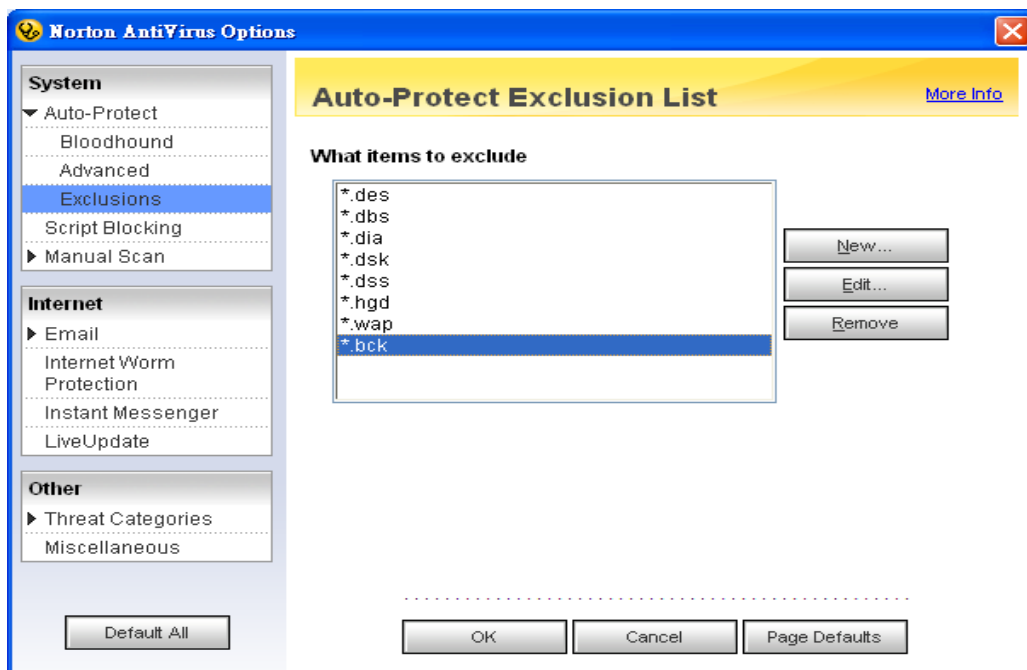 Norton AntiVirus Options
System
Auto-Protect
Bloodhound
Advanced
Exclusions
Script Blocking
Manual Scan
Internet
Email
Internet Worm
Protection
Instant Messenger
LiveUpdate
Other
Threat Categories
Miscellaneous
Default All
Auto-Protect Exclusion List
More Info
What items to exclude
*.des
*.dbs
*.dia
*.dsk
*.dss
*.hgd
*.wap
*.bck
New...
Edit...
Remove
OK
Cancel
Page Defaults